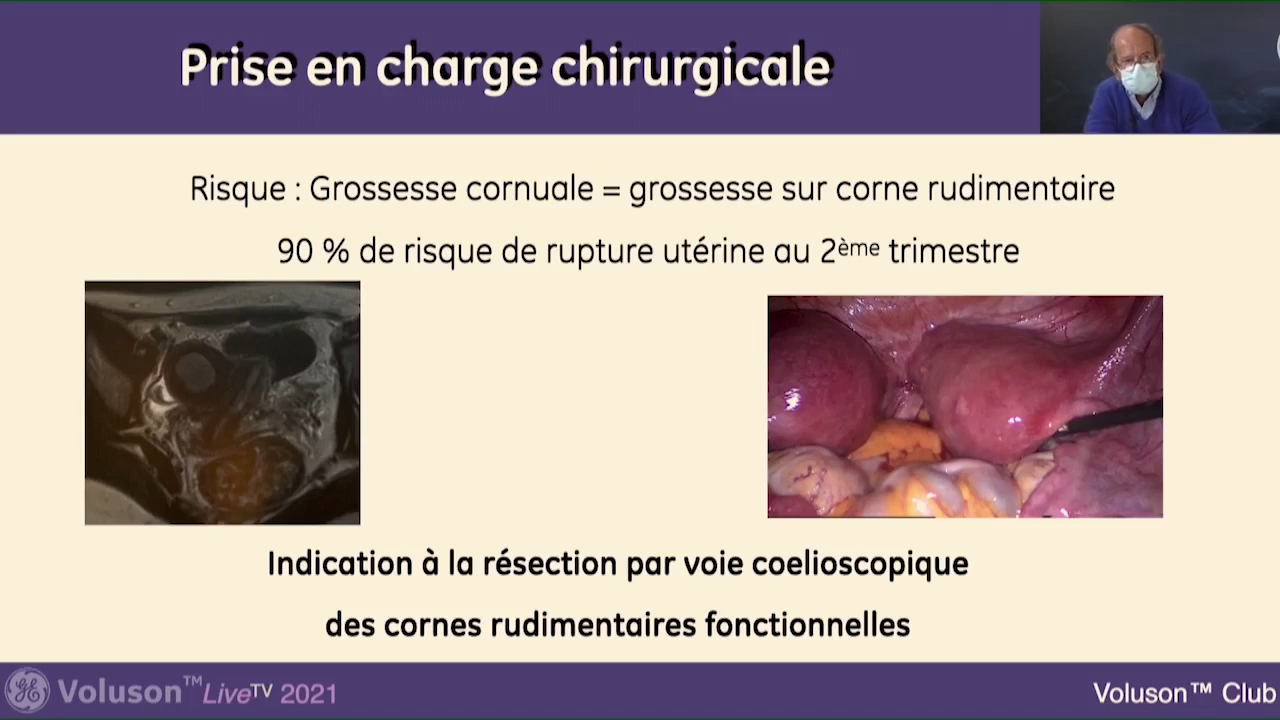 Prise en charge chirurgicale
Risque : Grossesse cornuale = grossesse sur corne rudimentaire
90 % de risque de rupture utérine au 2ème trimestre
Indication à la résection par voie coelioscopique
des cornes rudimentaires fonctionnelles
GE Voluson™ LiveTV 2021
Voluson™ Club